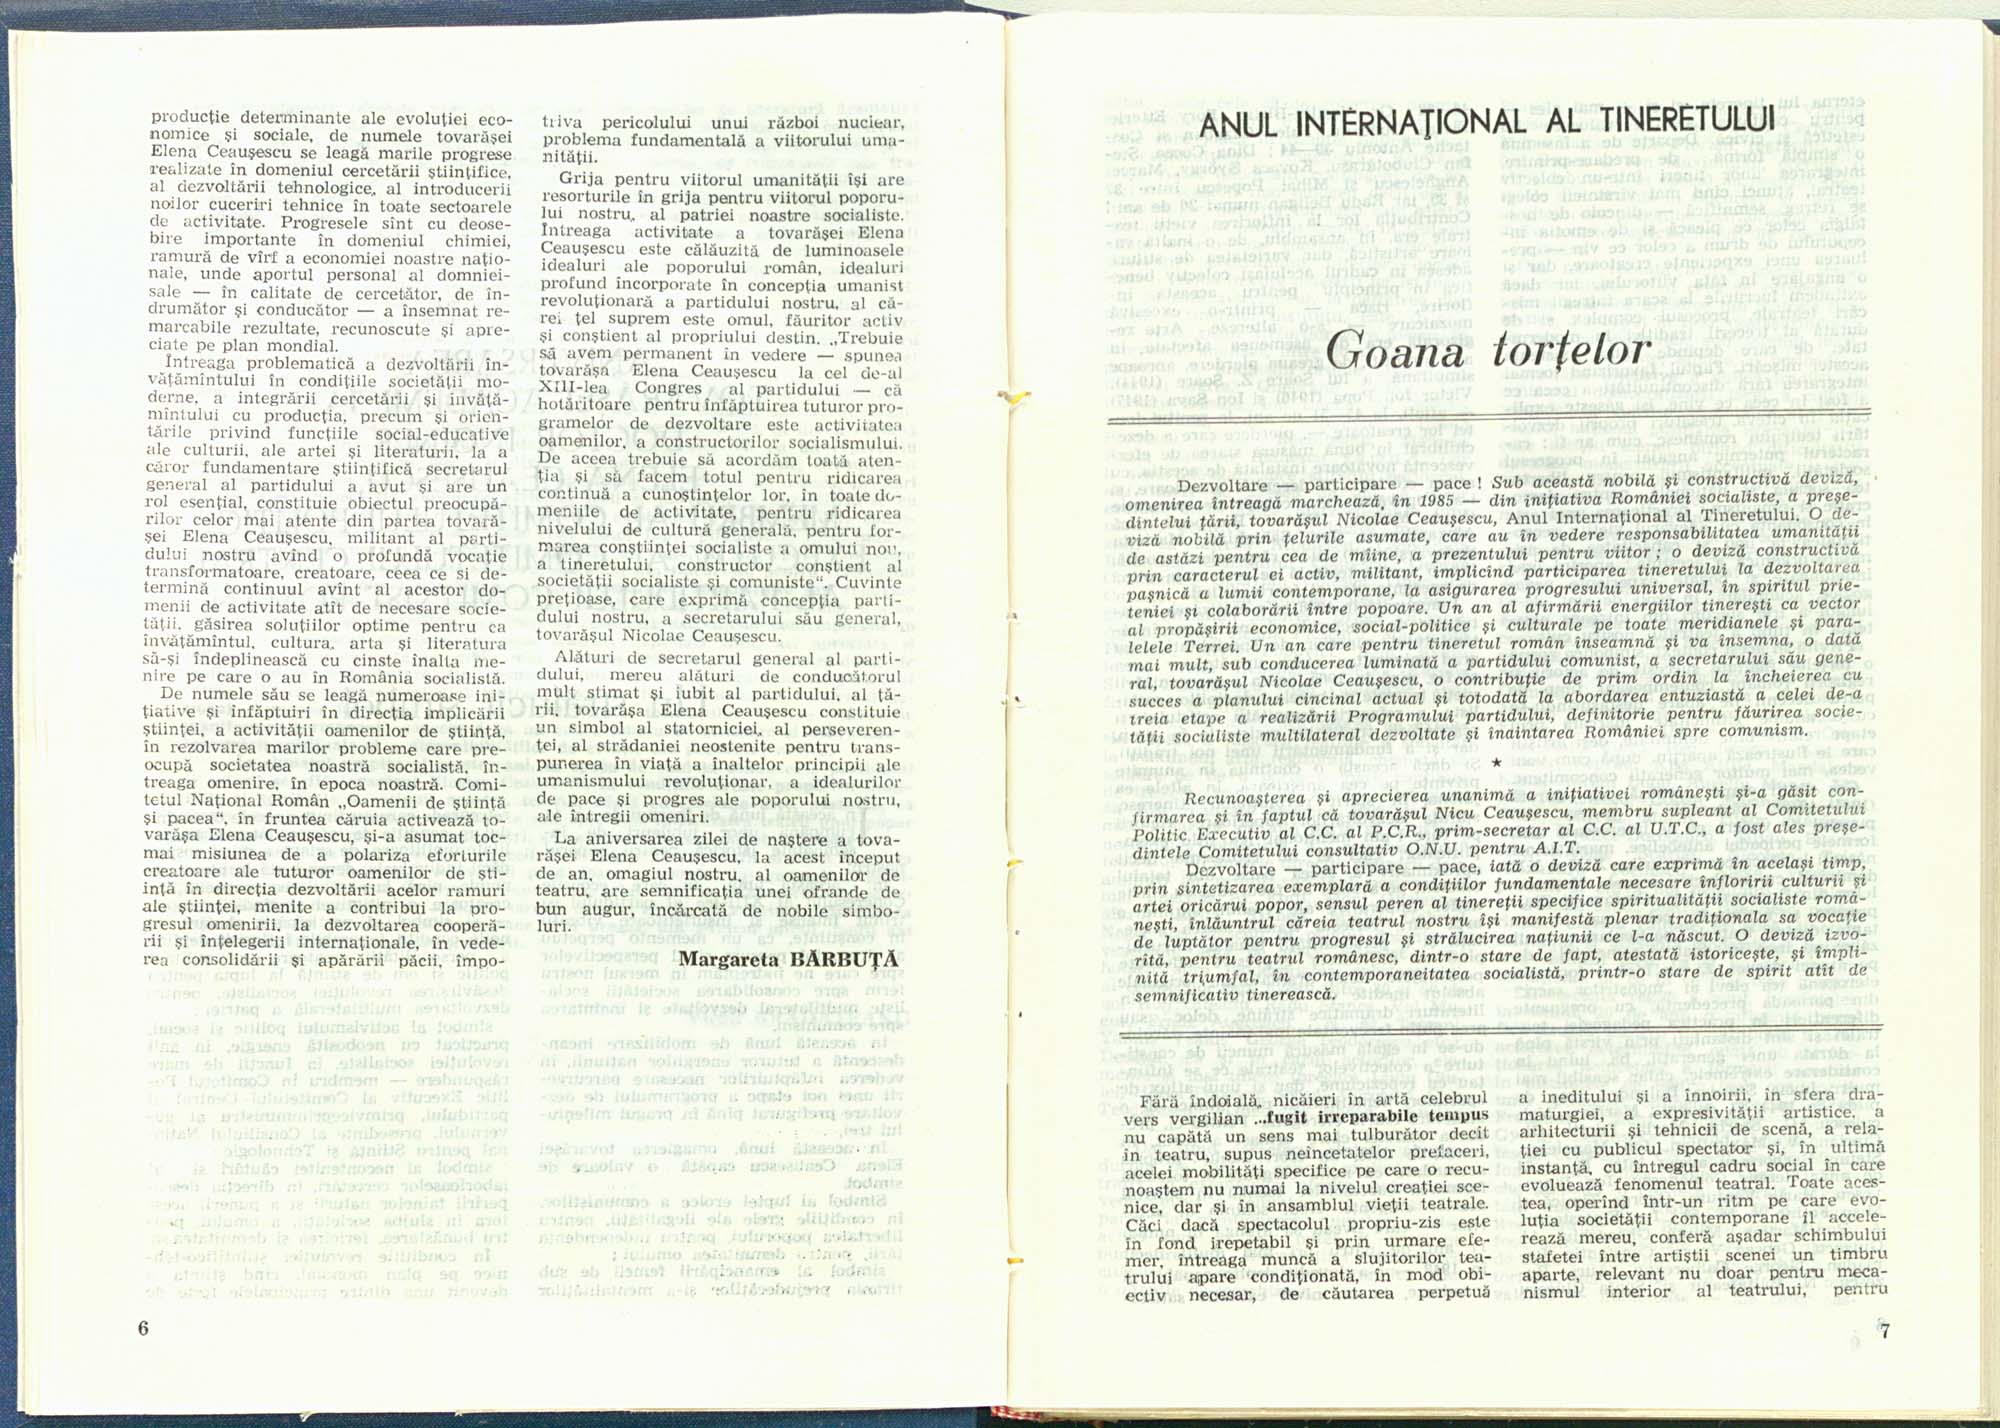 producție determinante ale evoluției eco-
nomice și sociale, de numele tovarășei
Elena Ceaușescu se leagă marile progrese
realizate în domeniul cercetării științifice,
al dezvoltării tehnologice, al introducerii
noilor cuceriri tehnice în toate sectoarele
de activitate. Progresele sînt cu deose-
bire importante în domeniul chimiei,
ramură de vîrf a economiei noastre națio-
nale, unde aportul personal al domniei-
sale — în calitate de cercetător, de în-
drumător și conducător — a însemnat re-
marcabile rezultate, recunoscute și apre-
ciate pe plan mondial.
Întreaga problematică a dezvoltării în-
vățămîntului în condițiile societății mo-
derne, a integrării cercetării și învăță-
mîntului cu producția, precum și orien-
tările privind funcțiile social-educative
ale culturii, ale artei și literaturii, la a
căror fundamentare științifică secretarul
general al partidului a avut și are un
rol esențial, constituie obiectul preocupă-
rilor celor mai atente din partea tovară-
șei Elena Ceaușescu, militant al parti-
dului nostru avînd o profundă vocație
transformatoare, creatoare, ceea ce si de-
termină continuul avînt al acestor do-
menii de activitate atît de necesare socie-
tății, găsirea soluțiilor optime pentru ca
învățămîntul, cultura, arta și literatura
să-și îndeplinească cu cinste înalta me-
nire pe care o au în România socialistă.
De numele său se leagă numeroase ini-
țiative și înfăptuiri în direcția implicării
științei, a activității oamenilor de știință,
în rezolvarea marilor probleme care pre-
ocupă societatea noastră socialistă, în-
treaga omenire, în epoca noastră. Comi-
tetul Național Român „Oamenii de știință
și pacea“, în fruntea căruia activează to-
varășa Elena Ceaușescu, și-a asumat toc-
mai misiunea de a polariza eforturile
creatoare ale tuturor oamenilor de ști-
ință în direcția dezvoltării acelor ramuri
ale științei, menite a contribui la pro-
gresul omenirii, la dezvoltarea cooperă-
rii și înțelegerii internaționale, în vede-
rea consolidării și apărării păcii, împo-
triva pericolului unui război nuclear,
problema fundamentală a viitorului uma-
nității.
Grija pentru viitorul umanității își are
resorturile în grija pentru viitorul poporu-
lui nostru, al patriei noastre socialiste.
Întreaga activitate a tovarășei Elena
Ceaușescu este călăuzită de luminoasele
idealuri ale poporului român, idealuri
profund incorporate în concepția umanist
revoluționară a partidului nostru, al că-
rei țel suprem este omul, făuritor activ
și conștient al propriului destin. „Trebuie
să avem permanent în vedere — spunea
tovarășa Elena Ceaușescu la cel de-al
XIII-lea Congres al partidului — că
hotărîtoare pentru înfăptuirea tuturor pro-
gramelor de dezvoltare este activitatea
oamenilor, a constructorilor socialismului.
De aceea trebuie să acordăm toată aten-
ția și să facem totul pentru ridicarea
continuă a cunoștințelor lor, în toate do-
meniile de activitate, pentru ridicarea
nivelului de cultură generală, pentru for-
marea conștiinței socialiste a omului nou,
a tineretului, constructor conștient al
societății socialiste și comuniste“. Cuvinte
prețioase, care exprimă concepția parti-
dului nostru, a secretarului său general,
tovarășul Nicolae Ceaușescu.
Alături de secretarul general al parti-
dului, mereu alături de conducătorul
mult stimat și iubit al partidului, al ță-
rii, tovarășa Elena Ceaușescu constituie
un simbol al statorniciei, al perseveren-
ței, al strădaniei neostenite pentru trans-
punerea în viață a înaltelor principii ale
umanismului revoluționar, a idealurilor
de pace și progres ale poporului nostru,
ale întregii omeniri.
La aniversarea zilei de naștere a tova-
rășei Elena Ceaușescu, la acest început
de an, omagiul nostru, al oamenilor de
teatru, are semnificația unei ofrande de
bun augur, încărcată de nobile simbo-
luri.
Margareta BĂRBUȚĂ
6
ANUL INTERNAȚIONAL AL TINERETULUI
Goana torțelor
Dezvoltare — participare — pace ! Sub această nobilă și constructivă deviză,
omenirea întreagă marchează, în 1985 — din inițiativa României socialiste, a preșe-
dintelui țării, tovarășul Nicolae Ceaușescu, Anul Internațional al Tineretului. O de-
viză nobilă prin țelurile asumate, care au în vedere responsabilitatea umanității
de astăzi pentru cea de mîine, a prezentului pentru viitor ; o deviză constructivă
prin caracterul ei activ, militant, implicînd participarea tineretului la dezvoltarea
pașnică a lumii contemporane, la asigurarea progresului universal, în spiritul prie-
teniei și colaborării între popoare. Un an al afirmării energiilor tinerești ca vector
al propășirii economice, social-politice și culturale pe toate meridianele și para-
lelele Terrei. Un an care pentru tineretul român înseamnă și va însemna, o dată
mai mult, sub conducerea luminată a partidului comunist, a secretarului său gene-
ral, tovarășul Nicolae Ceaușescu, o contribuție de prim ordin la încheierea cu
succes a planului cincinal actual și totodată la abordarea entuziastă a celei de-a
treia etape a realizării Programului partidului, definitorie pentru făurirea socie-
tății socialiste multilateral dezvoltate și înaintarea României spre comunism.
★
Recunoașterea și aprecierea unanimă a inițiativei românești și-a găsit con-
firmarea și în faptul că tovarășul Nicu Ceaușescu, membru supleant al Comitetului
Politic Executiv al C.C. al P.C.R., prim-secretar al C.C. al U.T.C., a fost ales preșe-
dintele Comitetului consultativ O.N.U. pentru A.I.T.
Dezvoltare — participare — pace, iată o deviză care exprimă în același timp,
prin sintetizarea exemplară a condițiilor fundamentale necesare înfloririi culturii și
artei oricărui popor, sensul peren al tinereții specifice spiritualității socialiste româ-
nești, înlăuntrul căreia teatrul nostru își manifestă plenar tradiționala sa vocație
de luptător pentru progresul și strălucirea națiunii ce l-a născut. O deviză izvo-
rîtă, pentru teatrul românesc, dintr-o stare de fapt, atestată istoricește, și împli-
nită triumfal, în contemporaneitatea socialistă, printr-o stare de spirit atît de
semnificativ tinerească.
Fără îndoială, nicăieri în artă celebrul
vers vergilian ...fugit irreparabile tempus
nu capătă un sens mai tulburător decît
în teatru, supus neîncetatelor prefaceri,
acelei mobilități specifice pe care o recu-
noaștem nu numai la nivelul creației sce-
nice, dar și în ansamblul vieții teatrale.
Căci dacă spectacolul propriu-zis este
în fond irepetabil și prin urmare efe-
mer, întreaga muncă a slujitorilor tea-
trului apare condiționată, în mod obi-
ectiv necesar, de căutarea perpetuă
a ineditului și a înnoirii, în sfera dra-
maturgiei, a expresivității artistice, a
arhitecturii și tehnicii de scenă, a rela-
ției cu publicul spectator și, în ultimă
instanță, cu întregul cadru social în care
evoluează fenomenul teatral. Toate aces-
tea, operînd într-un ritm pe care evo-
luția societății contemporane îl accele-
rează mereu, conferă așadar schimbului
stafetei între artiștii scenei un timbru
aparte, relevant nu doar pentru meca-
nismul interior al teatrului, pentru
7